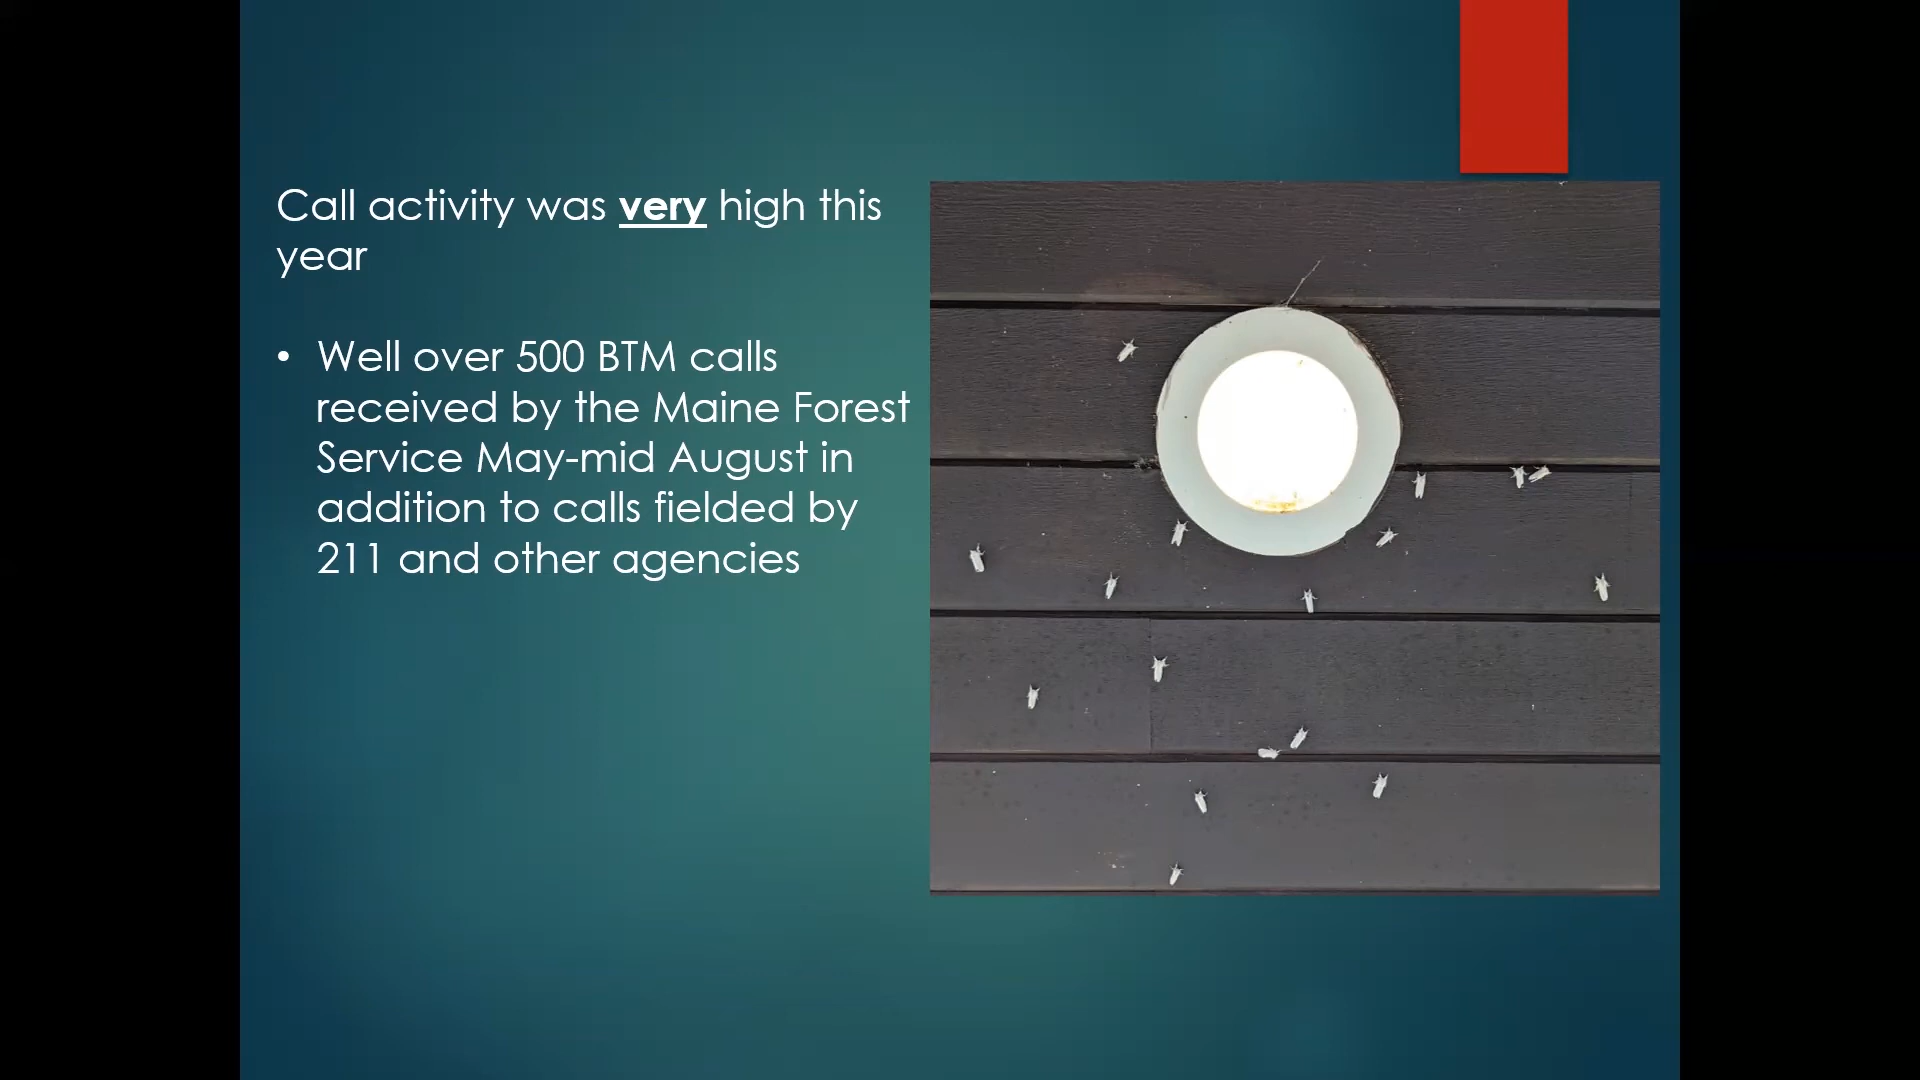 Call activity was very high this
year
• Well over 500 BTM calls
received by the Maine Forest
Service May-mid August in
addition to calls fielded by
211 and other agencies